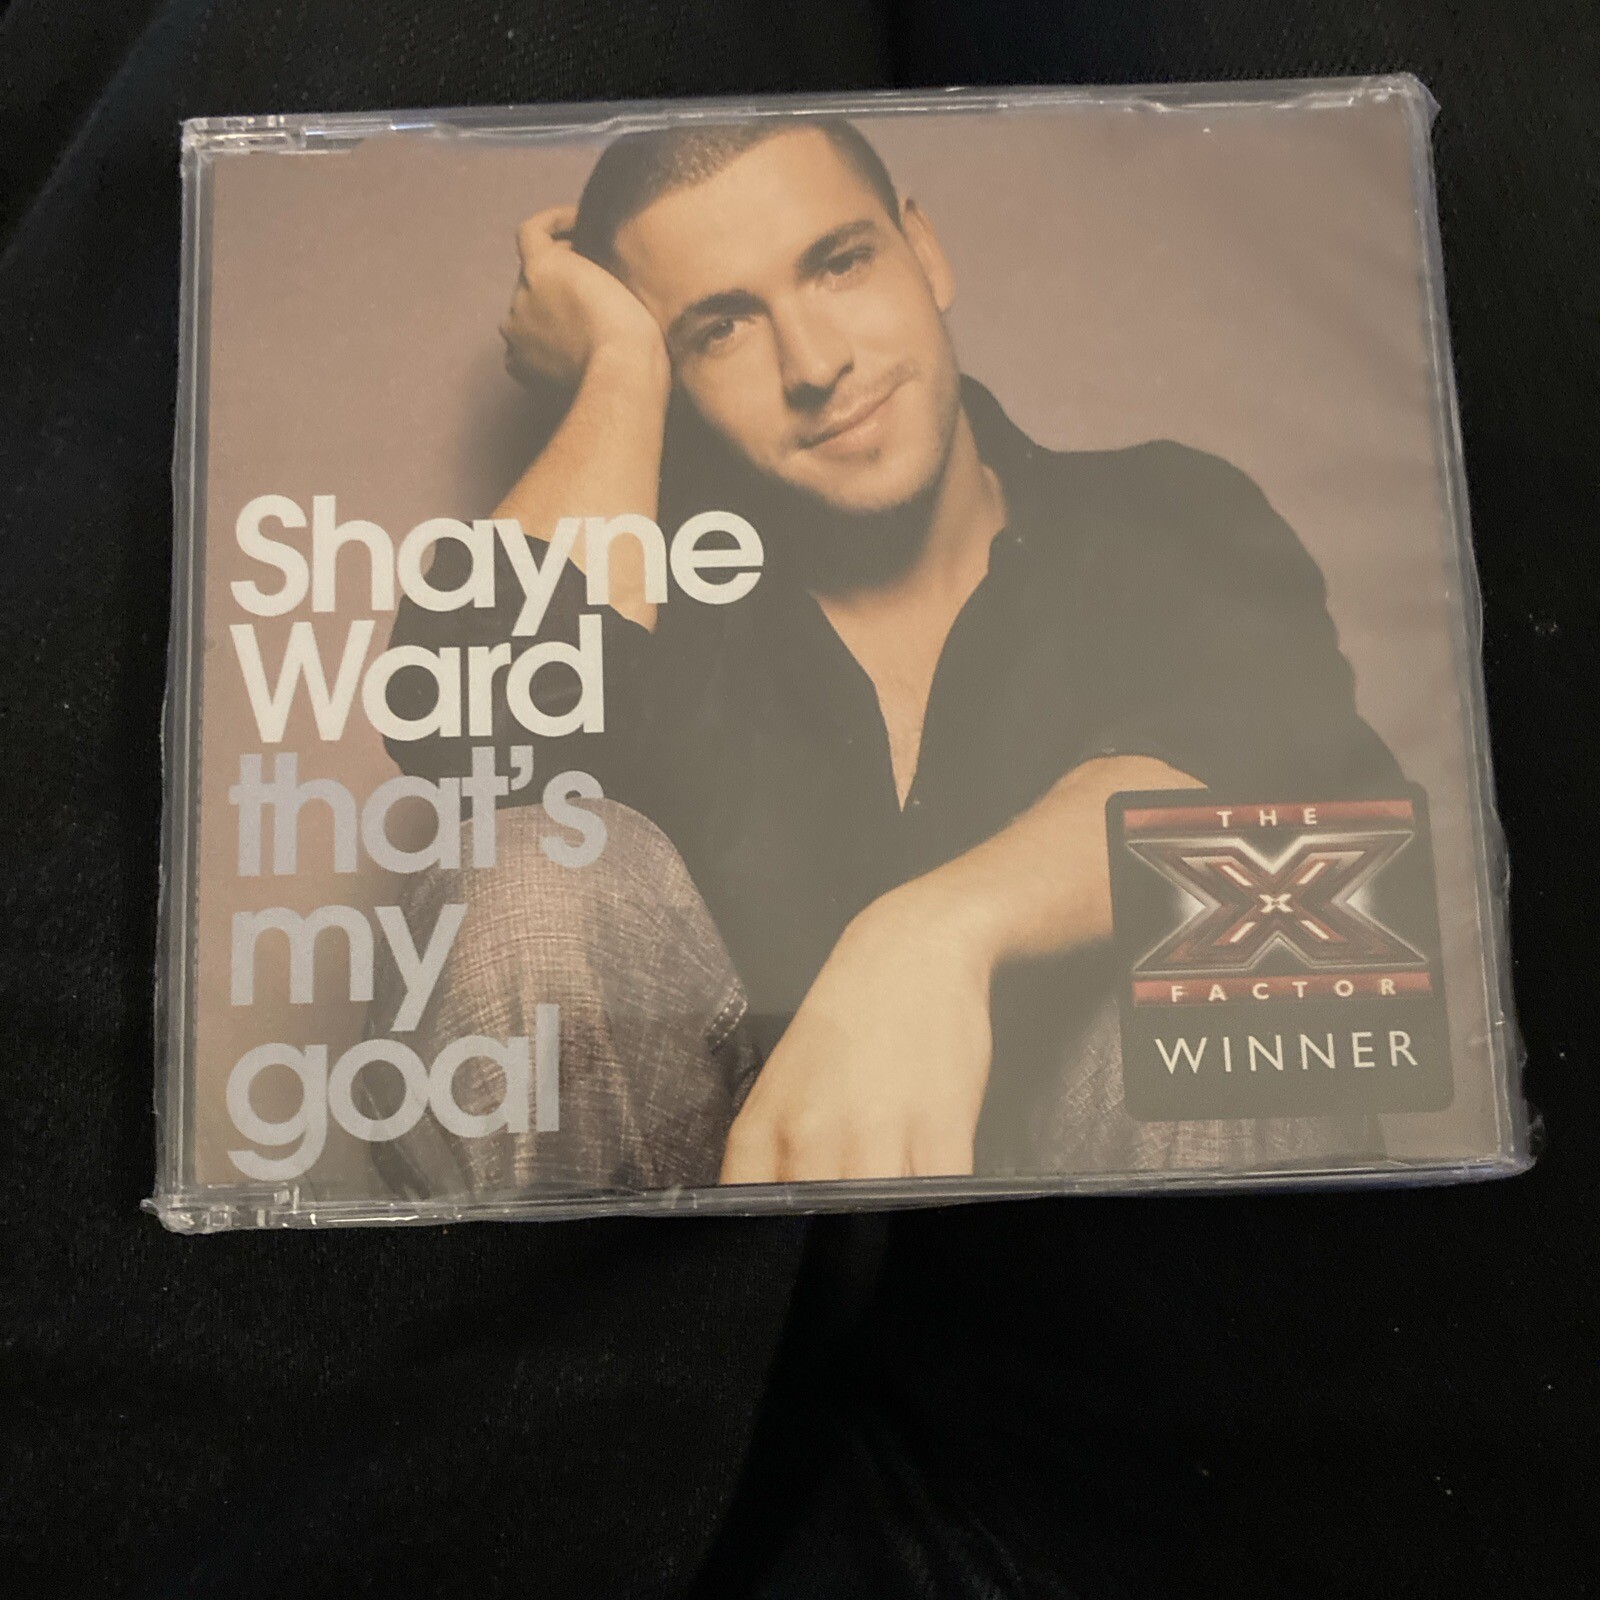 Shayne
Ward
that's
my
goal
THE
X
FACTOR
WINNER